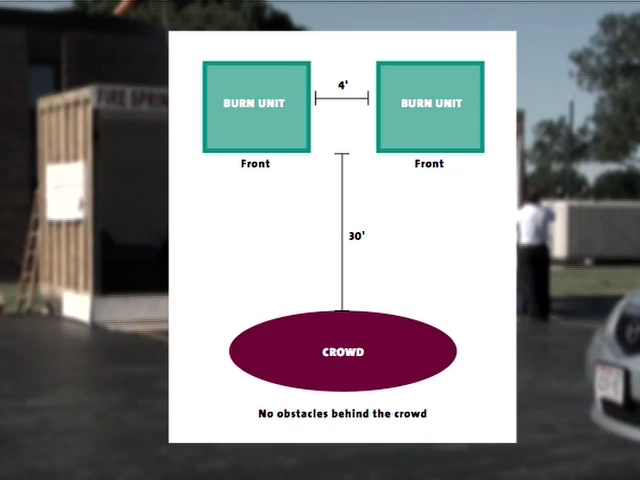 FIRE SPRIN
4'
BURN UNIT
BURN UNIT
Front
Front
30'
CROWD
No obstacles behind the crowd